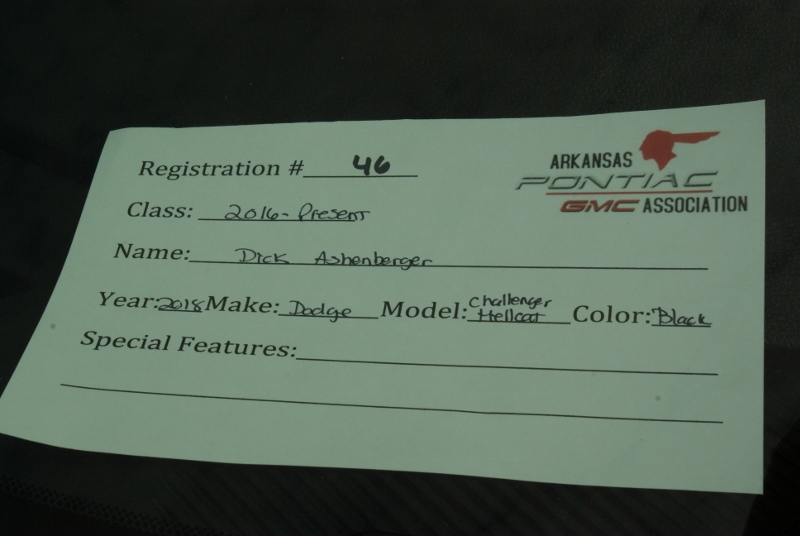 ARKANSAS
PONTIAC
GMC ASSOCIATION
Registration # 46
Class: 2016-Present
Name: Dick Ashenberger
Year: 2018 Make: Dodge Model: Challenger Hellcat Color: Black
Special Features: